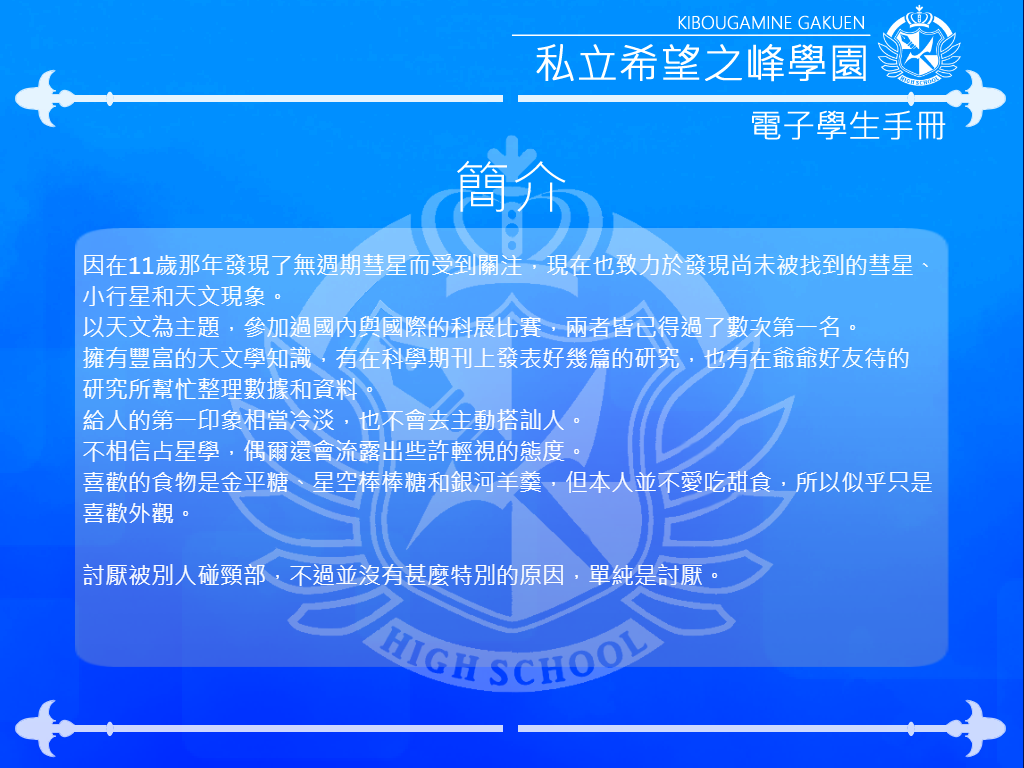 KIBOUGAMINE GAKUEN
私立希望之峰學園
HIGH SCHOOL
電子學生手冊
簡介
因在11歲那年發現了無週期彗星而受到關注，現在也致力於發現尚未被找到的彗星、
小行星和天文現象。
以天文為主題，參加過國內與國際的科展比賽，兩者皆已得過了數次第一名。
擁有豐富的天文學知識，有在科學期刊上發表好幾篇的研究，也有在爺爺好友待的
研究所幫忙整理數據和資料。
給人的第一印象相當冷淡，也不會去主動搭訕人。
不相信占星學，偶爾還會流露出些許輕視的態度。
喜歡的食物是金平糖、星空棒棒糖和銀河羊羹，但本人並不愛吃甜食，所以似乎只是
喜歡外觀。
討厭被別人碰頸部，不過並沒有甚麼特別的原因，單純是討厭。
HIGH SCHOOL